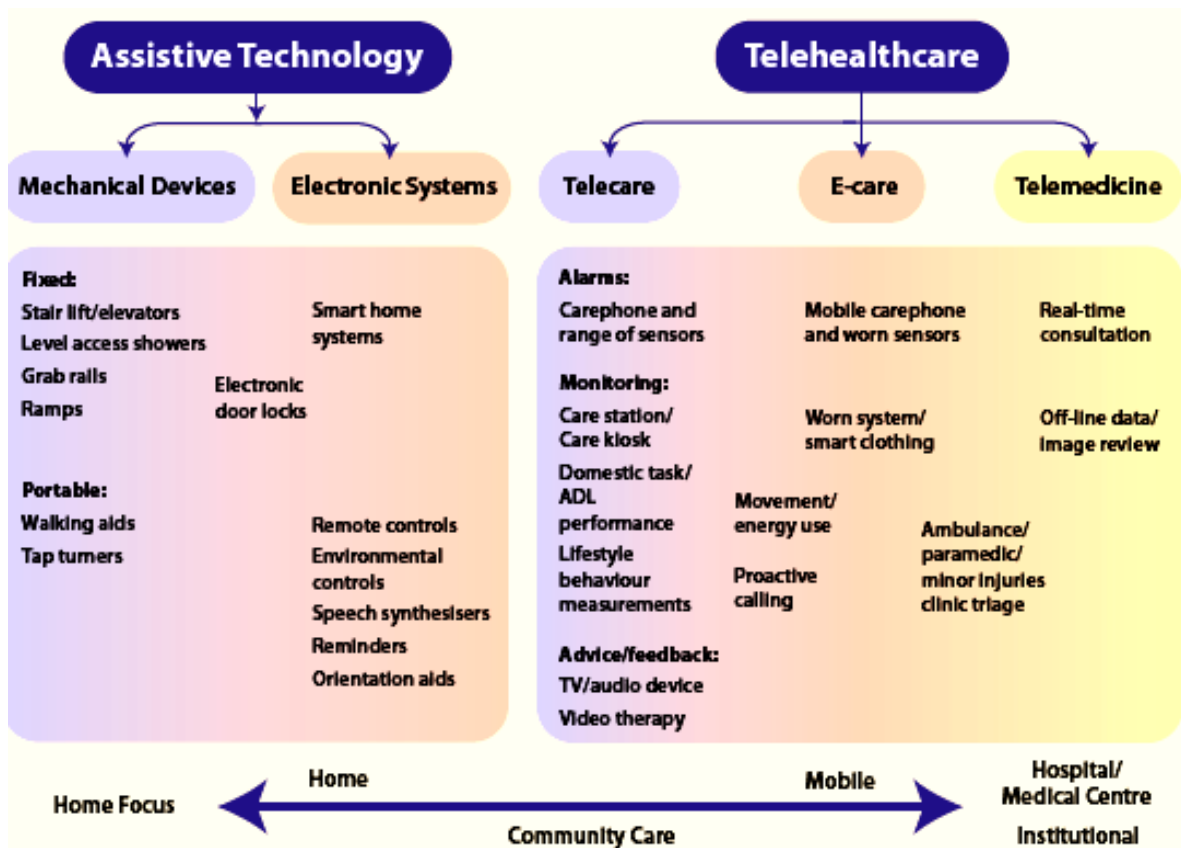 Assistive Technology
Telehealthcare
Mechanical Devices
Electronic Systems
Telecare
E-care
Telemedicine
Fixed:
Stair lift/elevators
Level access showers
Grab rails
Ramps
Electronic
door locks
Smart home
systems
Portable:
Walking aids
Tap turners
Remote controls
Environmental
controls
Speech synthesisers
Reminders
Orientation aids
Alarms:
Carephone and
range of sensors
Mobile carephone
and worn sensors
Real-time
consultation
Monitoring:
Care station/
Care kiosk
Worn system/
smart clothing
Off-line data/
image review
Domestic task/
ADL
performance
Lifestyle
behaviour
measurements
Movement/
energy use
Proactive
calling
Ambulance/
paramedic/
minor injuries
clinic triage
Advice/feedback:
TV/audio device
Video therapy
Home Focus
Home
Community Care
Mobile
Hospital/
Medical Centre
Institutional